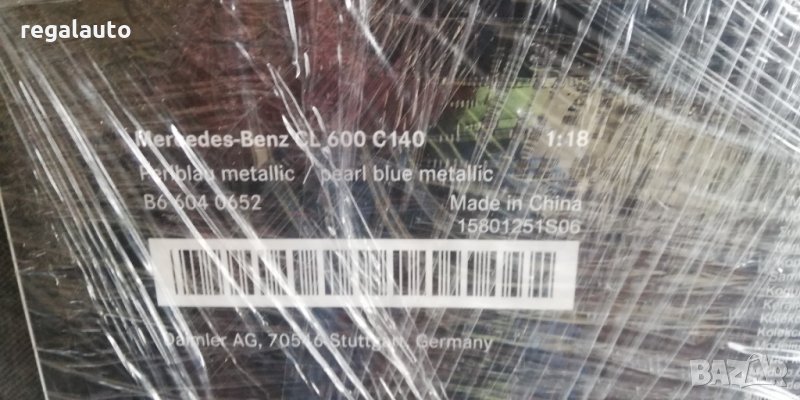 regalauto
Mercedes-Benz CL 600 C140 1:18
Perlblau metallic / pearl blue metallic
B6 604 0652 Made in China
15801251S06
Daimler AG, 70546 Stuttgart, Germany
BAZAR